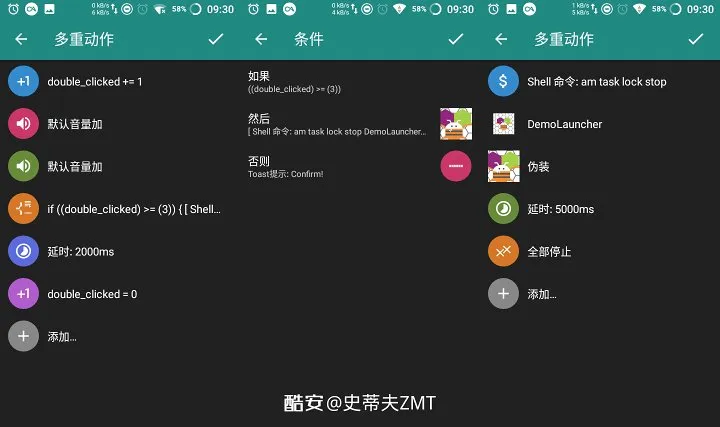 0 kB/s
6 kB/s
58%
09:30
多重动作
double_clicked += 1
默认音量加
默认音量加
if ((double_clicked) >= (3)) { [ Shell...
延时: 2000ms
double_clicked = 0
添加...
0 kB/s
4 kB/s
58%
09:30
条件
如果
((double_clicked) >= (3))
然后
[ Shell 命令: am task lock stop DemoLauncher...
否则
Toast提示: Confirm!
1 kB/s
5 kB/s
58%
09:30
多重动作
Shell 命令: am task lock stop
DemoLauncher
伪装
延时: 5000ms
全部停止
添加...
酷安@史蒂夫ZMT